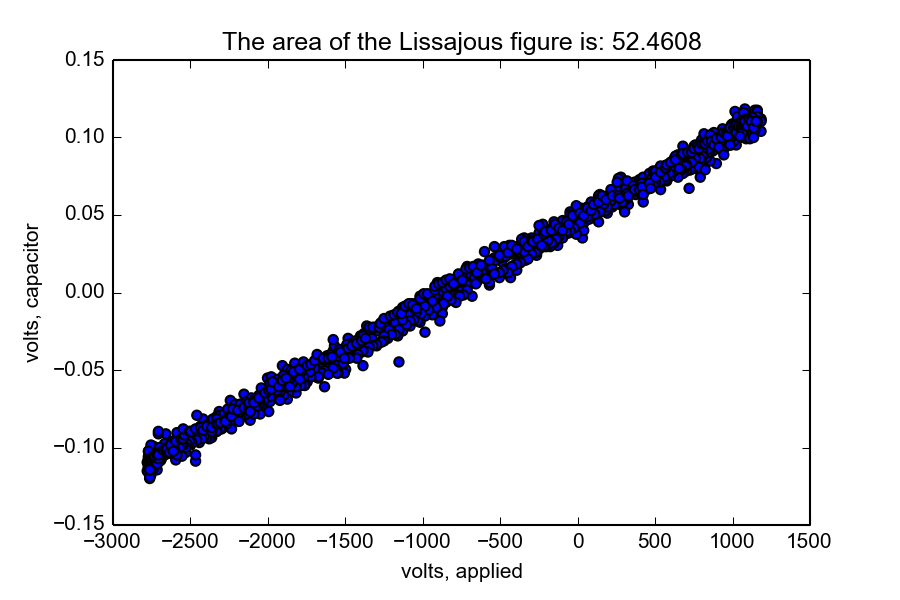 The area of the Lissajous figure is: 52.4608
0.15
0.10
0.05
0.00
−0.05
−0.10
−0.15
volts, capacitor
−3000 −2500 −2000 −1500 −1000 −500 0 500 1000 1500
volts, applied